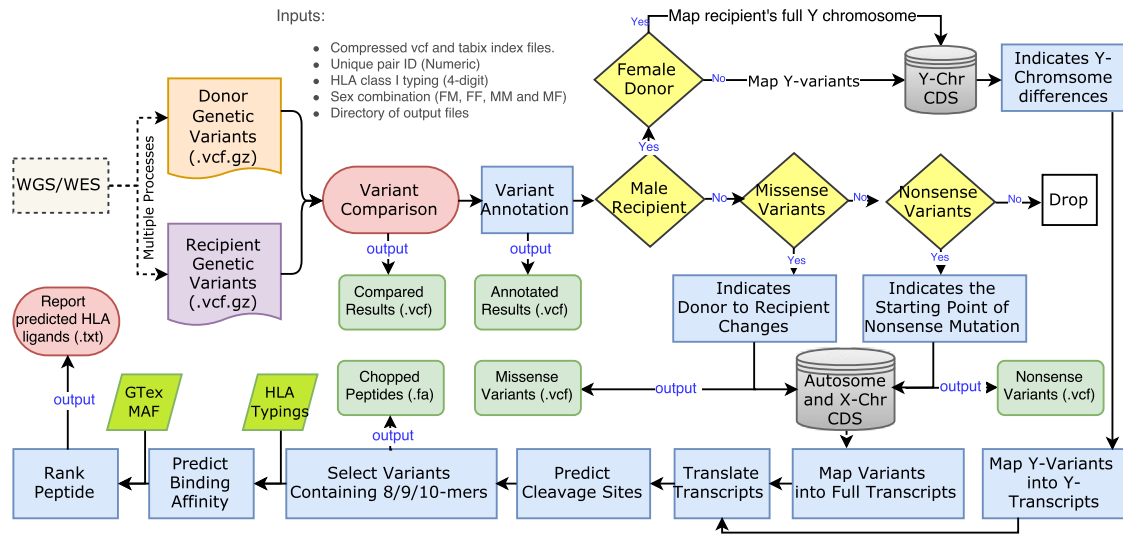 Inputs:
Compressed vcf and tabix index files.
Unique pair ID (Numeric)
HLA class I typing (4-digit)
Sex combination (FM, FF, MM and MF)
Directory of output files
WGS/WES
Multiple Processes
Donor
Genetic
Variants
(.vcf.gz)
Recipient
Genetic
Variants
(.vcf.gz)
Variant
Comparison
output
Compared
Results (.vcf)
Variant
Annotation
output
Annotated
Results (.vcf)
Male
Recipient
Yes
Female
Donor
Yes
Map recipient's full Y chromosome
No
Map Y-variants
Y-Chr
CDS
Indicates Y-
Chromsome
differences
No
Missense
Variants
No
Nonsense
Variants
No
Drop
Yes
Yes
Indicates
Donor to Recipient
Changes
Indicates the
Starting Point of
Nonsense Mutation
output
Missense
Variants (.vcf)
Autosome
and X-Chr
CDS
output
Nonsense
Variants (.vcf)
Map Y-Variants
into Y-
Transcripts
Map Variants
into Full Transcripts
Translate
Transcripts
Predict
Cleavage Sites
Select Variants
Containing 8/9/10-mers
output
Chopped
Peptides (.fa)
HLA
Typings
Predict
Binding
Affinity
GTex
MAF
Rank
Peptide
output
Report
predicted HLA
ligands (.txt)